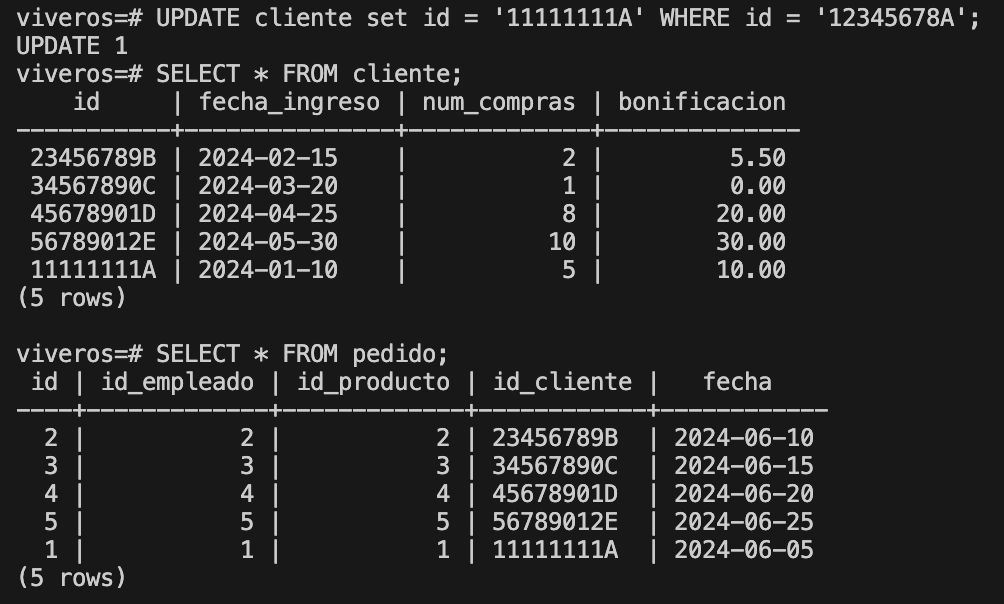 viveros=# UPDATE cliente set id = '11111111A' WHERE id = '12345678A';
UPDATE 1
viveros=# SELECT * FROM cliente;
    id     | fecha_ingreso | num_compras | bonificacion
-----------+---------------+-------------+--------------
 23456789B | 2024-02-15    |           2 |         5.50
 34567890C | 2024-03-20    |           1 |         0.00
 45678901D | 2024-04-25    |           8 |        20.00
 56789012E | 2024-05-30    |          10 |        30.00
 11111111A | 2024-01-10    |           5 |        10.00
(5 rows)

viveros=# SELECT * FROM pedido;
 id | id_empleado | id_producto | id_cliente |   fecha
----+-------------+-------------+------------+------------
  2 |           2 |           2 | 23456789B  | 2024-06-10
  3 |           3 |           3 | 34567890C  | 2024-06-15
  4 |           4 |           4 | 45678901D  | 2024-06-20
  5 |           5 |           5 | 56789012E  | 2024-06-25
  1 |           1 |           1 | 11111111A  | 2024-06-05
(5 rows)